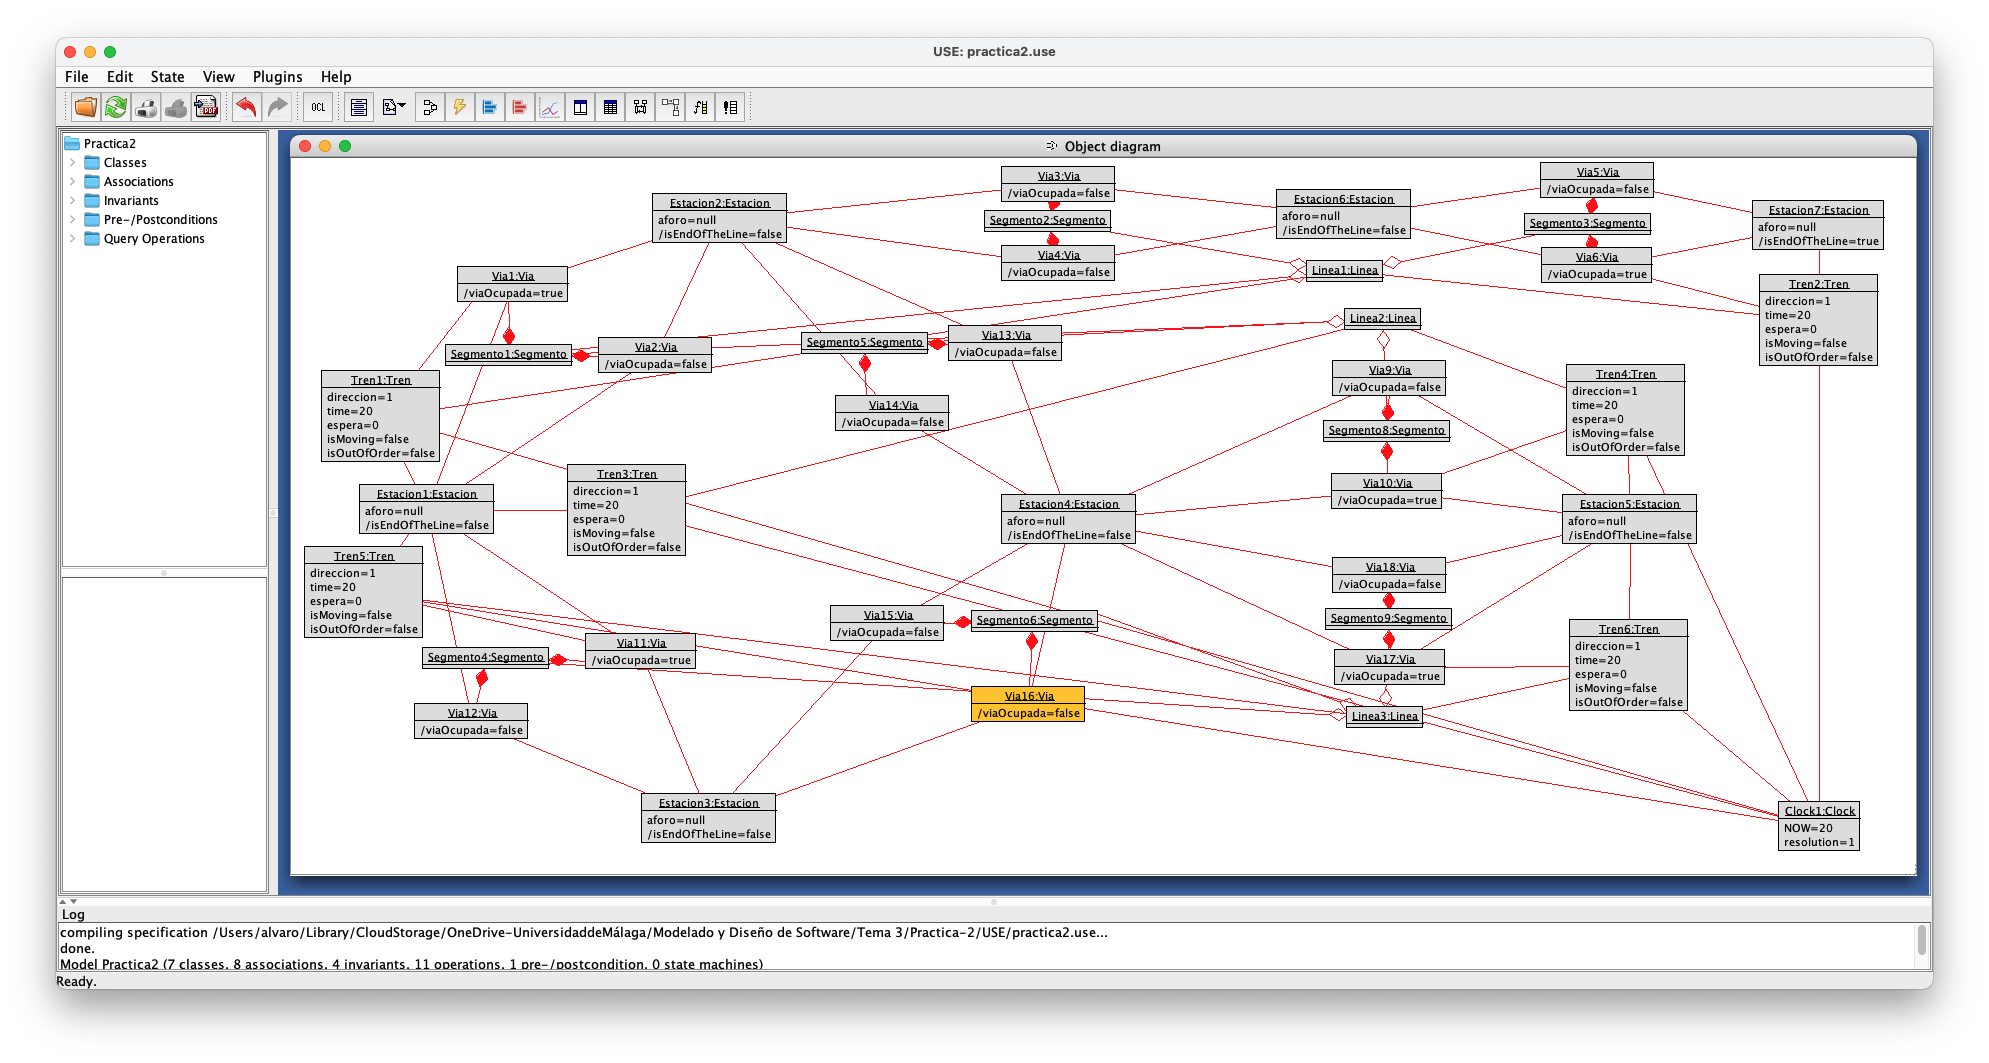 USE: practica2.use
File Edit State View Plugins Help
OCL
PDF
Practica2
Classes
Associations
Invariants
Pre-/Postconditions
Query Operations
Object diagram
Via3:Via
/viaOcupada=false
Via5:Via
/viaOcupada=false
Estacion2:Estacion
aforo=null
/isEndOfTheLine=false
Segmento2:Segmento
Estacion6:Estacion
aforo=null
/isEndOfTheLine=false
Segmento3:Segmento
Estacion7:Estacion
aforo=null
/isEndOfTheLine=true
Via4:Via
/viaOcupada=false
Via6:Via
/viaOcupada=true
Via1:Via
/viaOcupada=true
Linea1:Linea
Tren2:Tren
direccion=1
time=20
espera=0
isMoving=false
isOutOfOrder=false
Linea2:Linea
Segmento1:Segmento
Via2:Via
/viaOcupada=false
Segmento5:Segmento
Via13:Via
/viaOcupada=false
Tren1:Tren
direccion=1
time=20
espera=0
isMoving=false
isOutOfOrder=false
Via9:Via
/viaOcupada=false
Tren4:Tren
direccion=1
time=20
espera=0
isMoving=false
isOutOfOrder=false
Via14:Via
/viaOcupada=false
Segmento8:Segmento
Tren3:Tren
direccion=1
time=20
espera=0
isMoving=false
isOutOfOrder=false
Via10:Via
/viaOcupada=true
Estacion1:Estacion
aforo=null
/isEndOfTheLine=false
Estacion4:Estacion
aforo=null
/isEndOfTheLine=false
Estacion5:Estacion
aforo=null
/isEndOfTheLine=false
Tren5:Tren
direccion=1
time=20
espera=0
isMoving=false
isOutOfOrder=false
Via18:Via
/viaOcupada=false
Via15:Via
/viaOcupada=false
Segmento6:Segmento
Segmento9:Segmento
Tren6:Tren
direccion=1
time=20
espera=0
isMoving=false
isOutOfOrder=false
Via11:Via
/viaOcupada=true
Segmento4:Segmento
Via17:Via
/viaOcupada=true
Via16:Via
/viaOcupada=false
Via12:Via
/viaOcupada=false
Linea3:Linea
Estacion3:Estacion
aforo=null
/isEndOfTheLine=false
Clock1:Clock
NOW=20
resolution=1
Log
compiling specification /Users/alvaro/Library/CloudStorage/OneDrive-UniversidaddeMálaga/Modelado y Diseño de Software/Tema 3/Practica-2/USE/practica2.use...
done.
Model Practica2 (7 classes, 8 associations, 4 invariants, 11 operations, 1 pre-/postcondition, 0 state machines)
Ready.